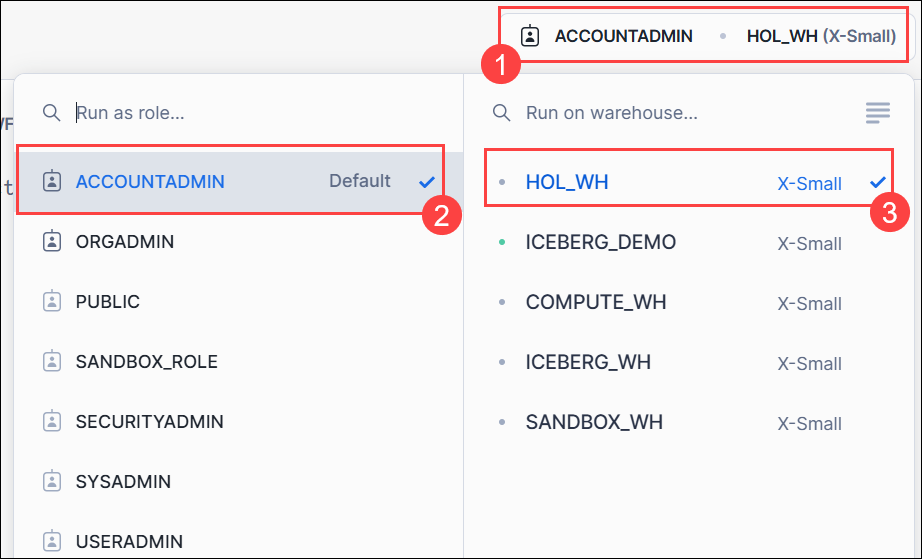 ACCOUNTADMIN HOL_WH (X-Small)
1
Run as role...
ACCOUNTADMIN Default
2
ORGADMIN
PUBLIC
SANDBOX_ROLE
SECURITYADMIN
SYSADMIN
USERADMIN
Run on warehouse...
HOL_WH X-Small
3
ICEBERG_DEMO X-Small
COMPUTE_WH X-Small
ICEBERG_WH X-Small
SANDBOX_WH X-Small